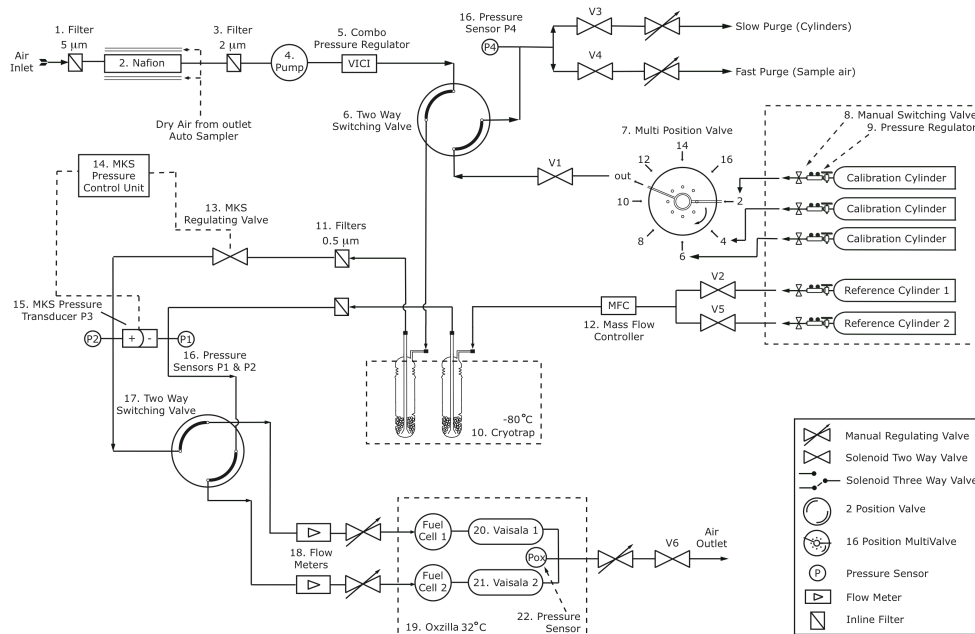 1. Filter
5 µm
Air
Inlet
2. Nafion
3. Filter
2 µm
4.
Pump
5. Combo
Pressure Regulator
VICI
Dry Air from outlet
Auto Sampler
6. Two Way
Switching Valve
16. Pressure
Sensor P4
P4
V3
Slow Purge (Cylinders)
V4
Fast Purge (Sample air)
7. Multi Position Valve
14
12
16
out
10
2
8
4
6
V1
8. Manual Switching Valve
9. Pressure Regulator
Calibration Cylinder
Calibration Cylinder
Calibration Cylinder
Reference Cylinder 1
Reference Cylinder 2
V2
V5
MFC
12. Mass Flow
Controller
14. MKS
Pressure
Control Unit
13. MKS
Regulating Valve
11. Filters
0.5 µm
15. MKS Pressure
Transducer P3
P2
+ -
P1
16. Pressure
Sensors P1 & P2
-80°C
10. Cryotrap
17. Two Way
Switching Valve
18. Flow
Meters
Fuel
Cell 1
20. Vaisala 1
Pox
Fuel
Cell 2
21. Vaisala 2
22. Pressure
Sensor
19. Oxzilla 32°C
V6
Air
Outlet
Manual Regulating Valve
Solenoid Two Way Valve
Solenoid Three Way Valve
2 Position Valve
16 Position MultiValve
P
Pressure Sensor
Flow Meter
Inline Filter